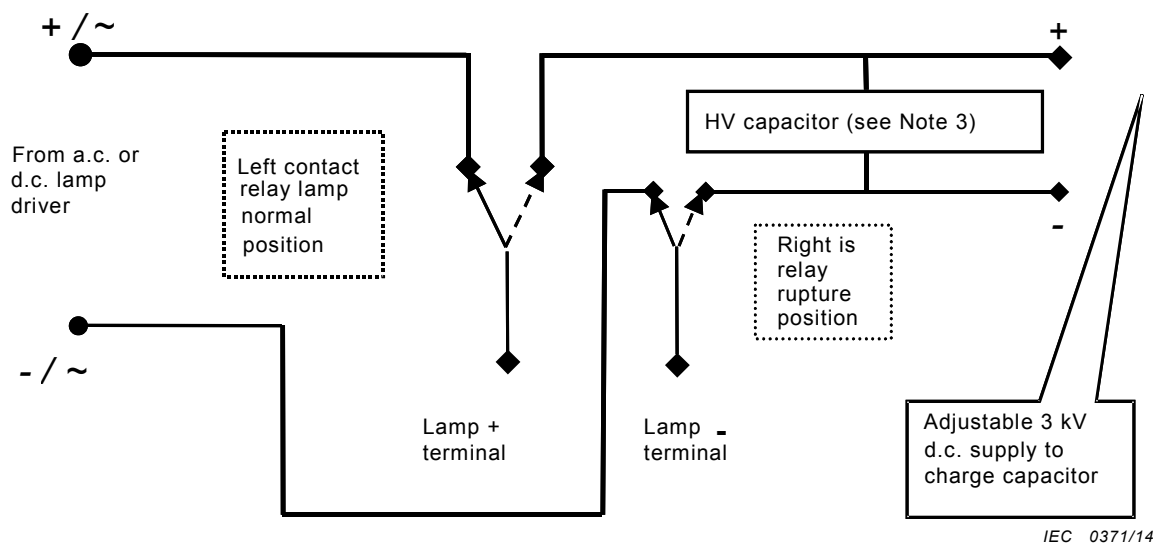 + / ~
+
HV capacitor (see Note 3)
From a.c. or
d.c. lamp
driver
Left contact
relay lamp
normal
position
-
Right is
relay
rupture
position
- / ~
Lamp +
terminal
Lamp -
terminal
Adjustable 3 kV
d.c. supply to
charge capacitor
IEC 0371/14